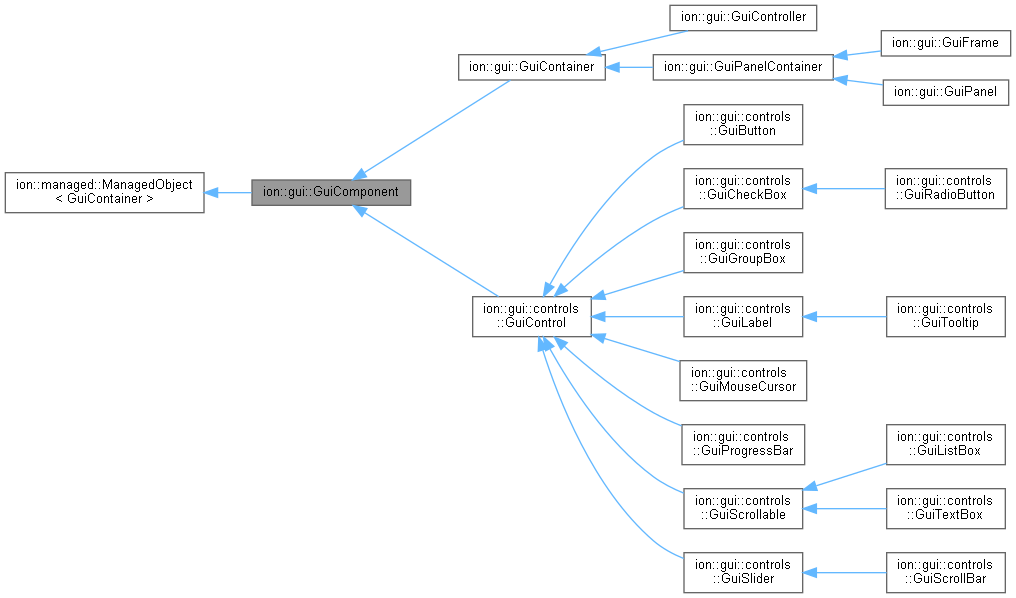 ion::gui::GuiController
ion::gui::GuiFrame
ion::gui::GuiContainer
ion::gui::GuiPanelContainer
ion::gui::GuiPanel
ion::gui::controls
::GuiButton
ion::managed::ManagedObject
< GuiContainer >
ion::gui::GuiComponent
ion::gui::controls
::GuiCheckBox
ion::gui::controls
::GuiRadioButton
ion::gui::controls
::GuiGroupBox
ion::gui::controls
::GuiControl
ion::gui::controls
::GuiLabel
ion::gui::controls
::GuiTooltip
ion::gui::controls
::GuiMouseCursor
ion::gui::controls
::GuiProgressBar
ion::gui::controls
::GuiListBox
ion::gui::controls
::GuiScrollable
ion::gui::controls
::GuiTextBox
ion::gui::controls
::GuiSlider
ion::gui::controls
::GuiScrollBar